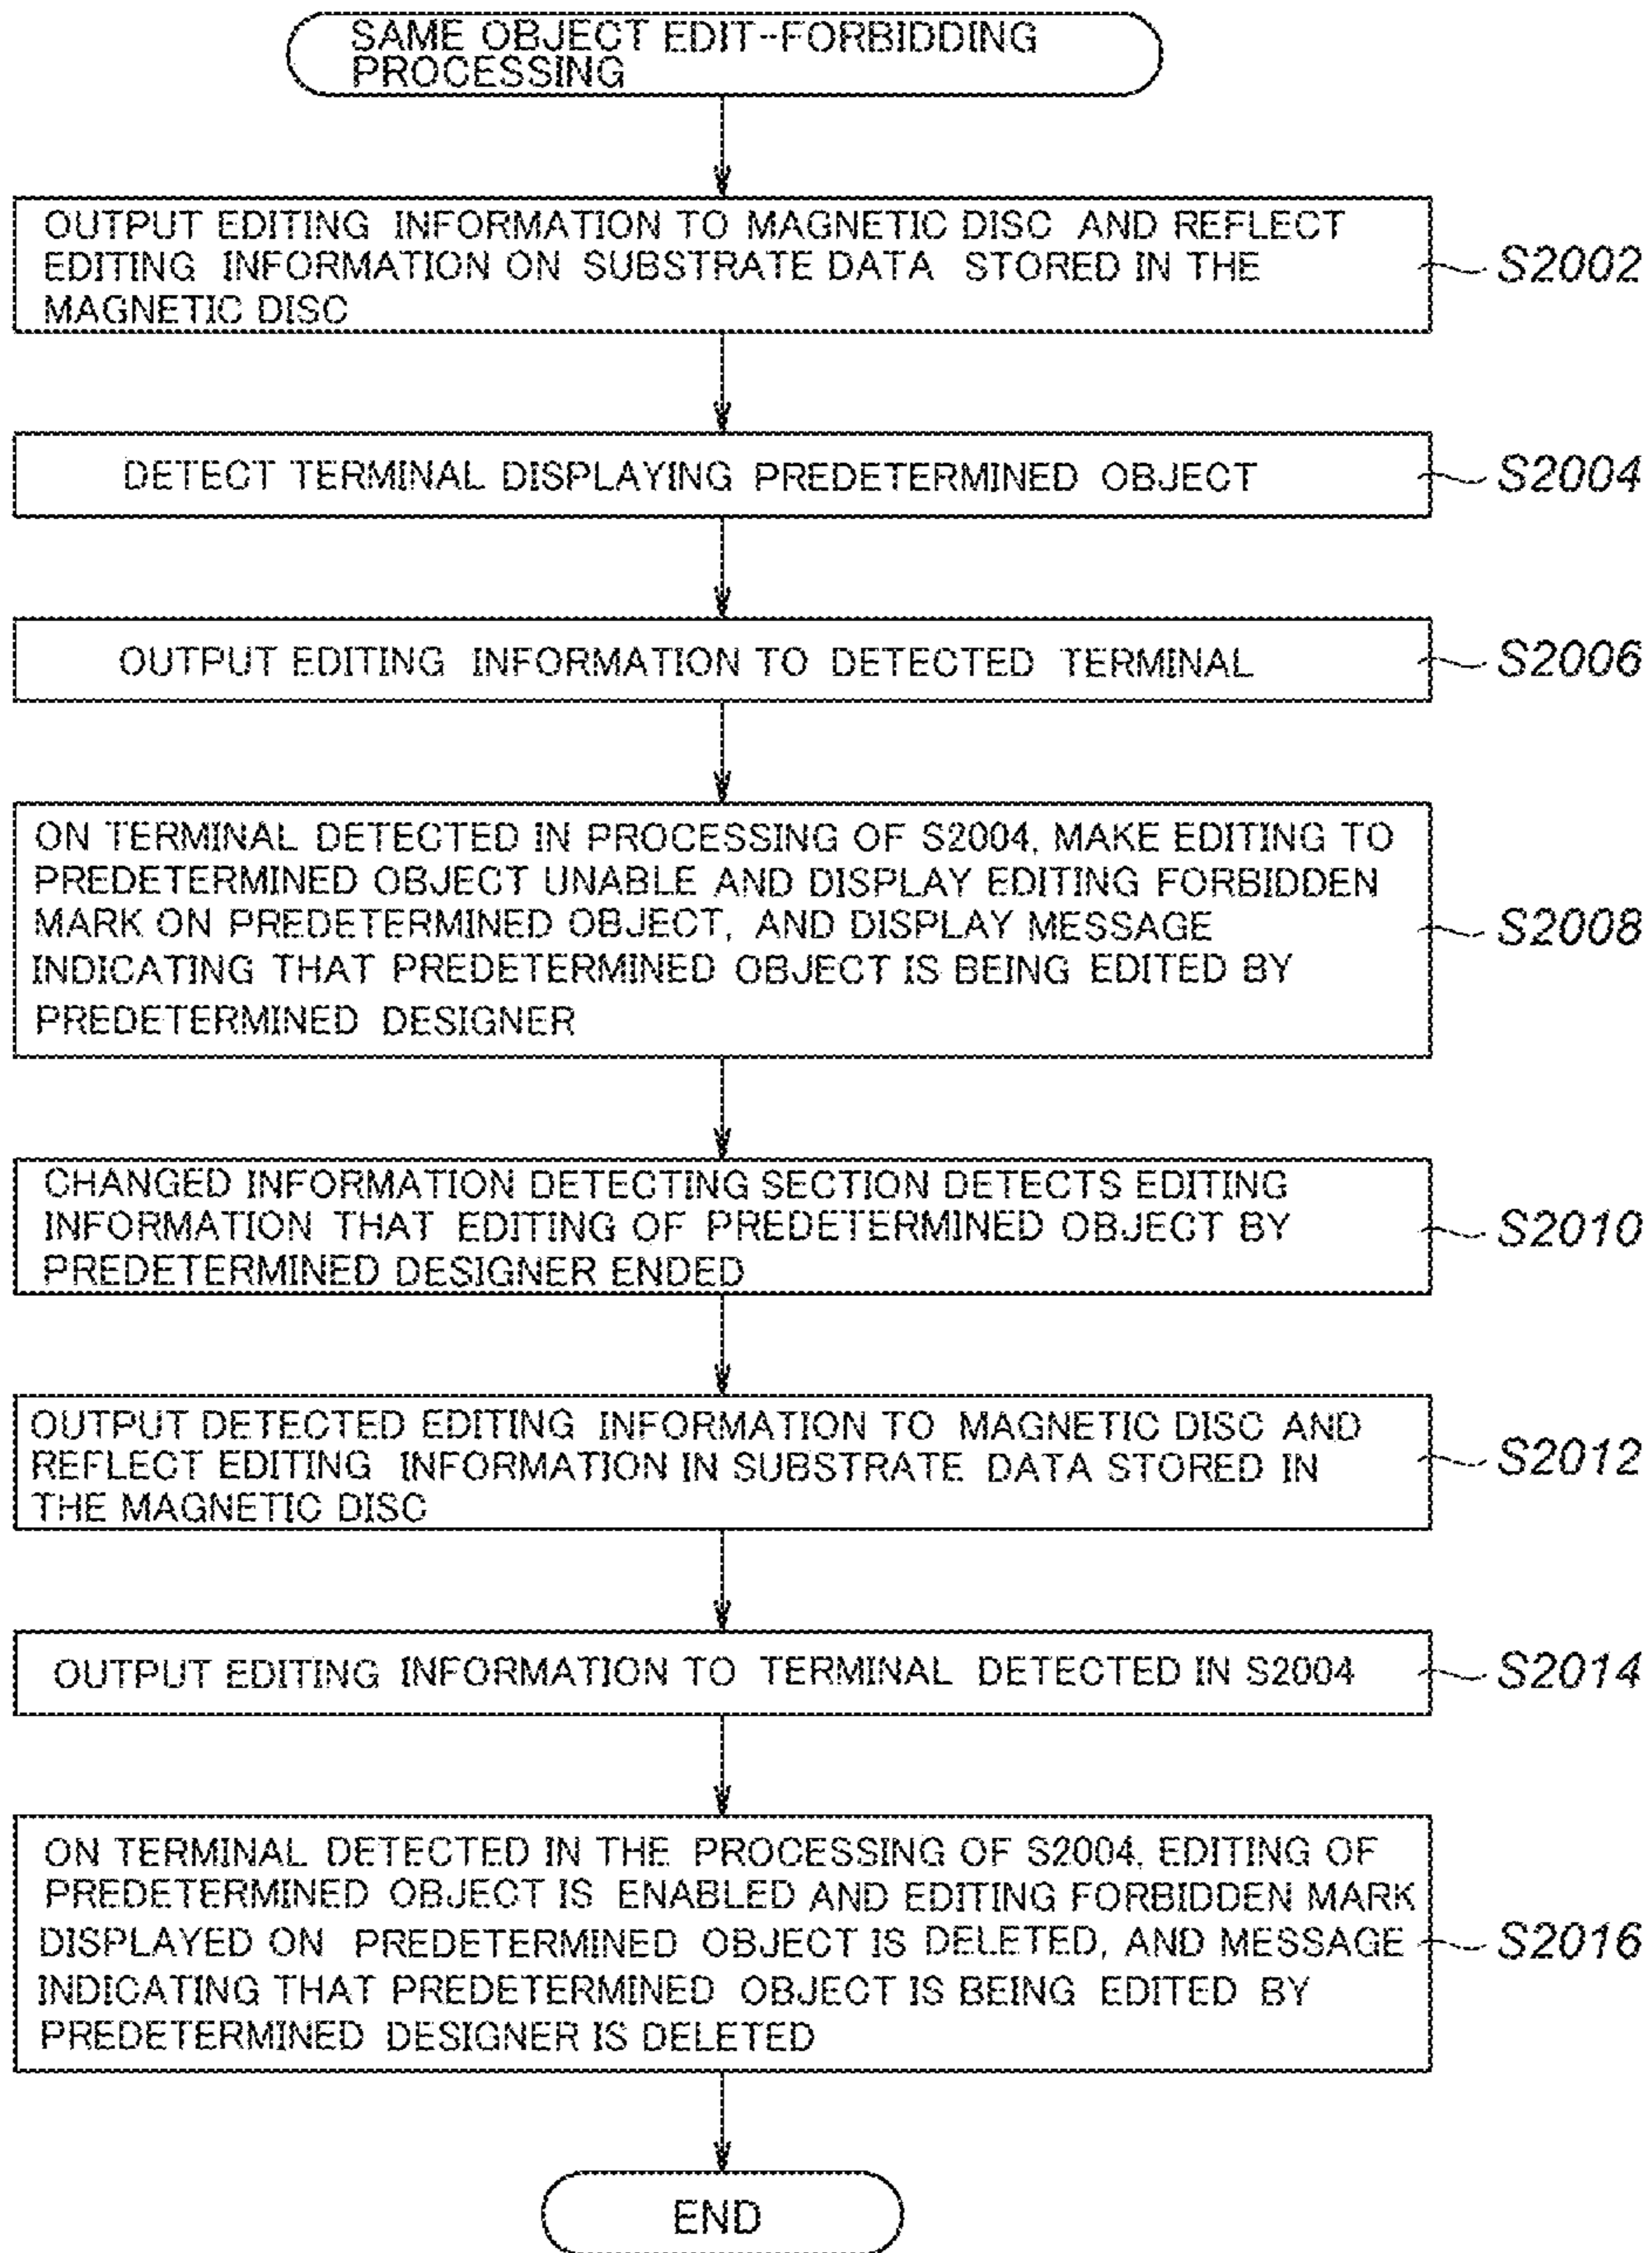 SAME OBJECT EDIT-FORBIDDING
PROCESSING
OUTPUT EDITING INFORMATION TO MAGNETIC DISC AND REFLECT
EDITING INFORMATION ON SUBSTRATE DATA STORED IN THE
MAGNETIC DISC
S2002
DETECT TERMINAL DISPLAYING PREDETERMINED OBJECT
S2004
OUTPUT EDITING INFORMATION TO DETECTED TERMINAL
S2006
ON TERMINAL DETECTED IN PROCESSING OF S2004, MAKE EDITING TO
PREDETERMINED OBJECT UNABLE AND DISPLAY EDITING FORBIDDEN
MARK ON PREDETERMINED OBJECT, AND DISPLAY MESSAGE
INDICATING THAT PREDETERMINED OBJECT IS BEING EDITED BY
PREDETERMINED DESIGNER
S2008
CHANGED INFORMATION DETECTING SECTION DETECTS EDITING
INFORMATION THAT EDITING OF PREDETERMINED OBJECT BY
PREDETERMINED DESIGNER ENDED
S2010
OUTPUT DETECTED EDITING INFORMATION TO MAGNETIC DISC AND
REFLECT EDITING INFORMATION IN SUBSTRATE DATA STORED IN
THE MAGNETIC DISC
S2012
OUTPUT EDITING INFORMATION TO TERMINAL DETECTED IN S2004
S2014
ON TERMINAL DETECTED IN THE PROCESSING OF S2004, EDITING OF
PREDETERMINED OBJECT IS ENABLED AND EDITING FORBIDDEN MARK
DISPLAYED ON PREDETERMINED OBJECT IS DELETED, AND MESSAGE
INDICATING THAT PREDETERMINED OBJECT IS BEING EDITED BY
PREDETERMINED DESIGNER IS DELETED
S2016
END